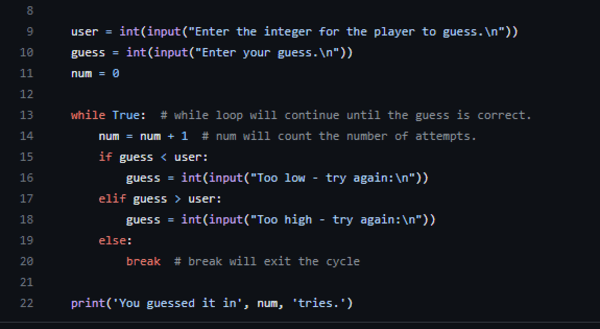 8
9 user = int(input("Enter the integer for the player to guess.\n"))
10 guess = int(input("Enter your guess.\n"))
11 num = 0
12
13 while True:  # while loop will continue until the guess is correct.
14     num = num + 1  # num will count the number of attempts.
15     if guess < user:
16         guess = int(input("Too low - try again:\n"))
17     elif guess > user:
18         guess = int(input("Too high - try again:\n"))
19     else:
20         break  # break will exit the cycle
21
22 print('You guessed it in', num, 'tries.')